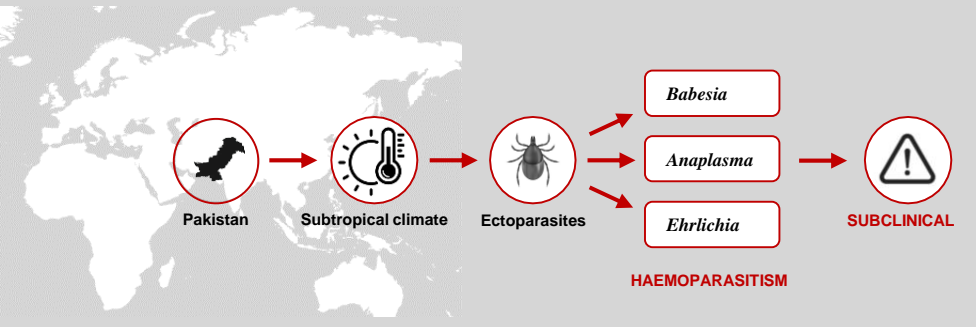 Pakistan
Subtropical climate
Ectoparasites
Babesia
Anaplasma
Ehrlichia
HAEMOPARASITISM
SUBCLINICAL